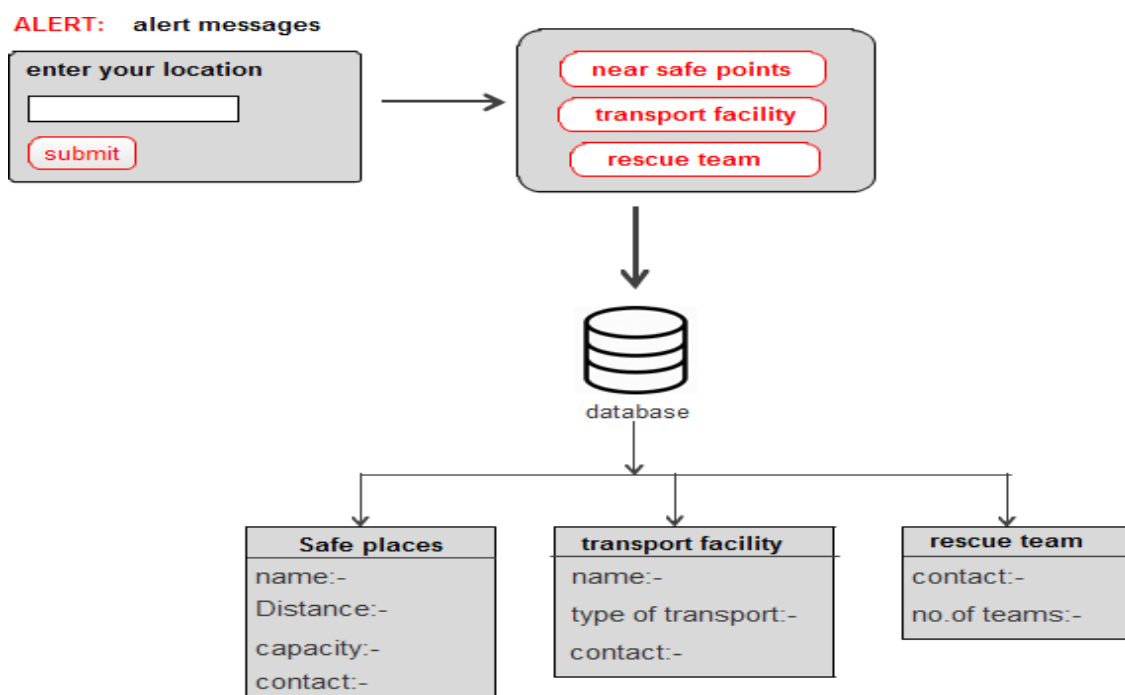 ALERT: alert messages
enter your location
submit
near safe points
transport facility
rescue team
database
Safe places
name:-
Distance:-
capacity:-
contact:-
transport facility
name:-
type of transport:-
contact:-
rescue team
contact:-
no.of teams:-